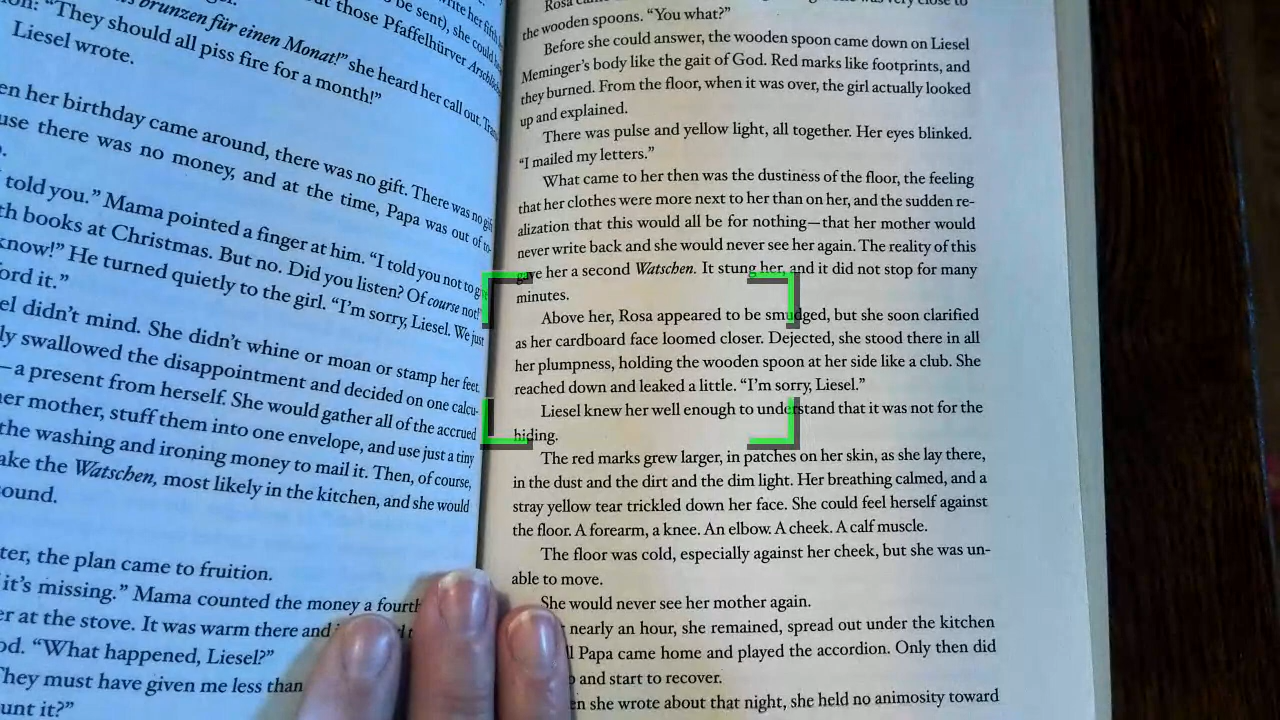 write her fifth
be sent), she could
out those Pfaffelhürver Arschlöcher
brunzen für einen Monat!" she heard her call out.
"They should all piss fire for a month!"
Liesel wrote.
en her birthday came around, there was no gift. There was no gift
use there was no money, and at the time, Papa was out of to-
told you." Mama pointed a finger at him. "I told you not to
th books at Christmas. But no. Did you listen? Of course not!
know!" He turned quietly to the girl. "I'm sorry, Liesel. We just
ord it."
el didn't mind. She didn't whine or moan or stamp her feet.
ly swallowed the disappointment and decided on one calcu-
—a present from herself. She would gather all of the accrued
her mother, stuff them into one envelope, and use just a tiny
the washing and ironing money to mail it. Then, of course,
ake the Watschen, most likely in the kitchen, and she would
ound.
ter, the plan came to fruition.
it's missing." Mama counted the money a fourth
er at the stove. It was warm there and
od. "What happened, Liesel?"
They must have given me less than
unt it?"
Rosa
the wooden spoons. "You what?"
Before she could answer, the wooden spoon came down on Liesel
Meminger's body like the gait of God. Red marks like footprints, and
they burned. From the floor, when it was over, the girl actually looked
up and explained.
There was pulse and yellow light, all together. Her eyes blinked.
"I mailed my letters."
What came to her then was the dustiness of the floor, the feeling
that her clothes were more next to her than on her, and the sudden re-
alization that this would all be for nothing—that her mother would
never write back and she would never see her again. The reality of this
gave her a second Watschen. It stung her, and it did not stop for many
minutes.
Above her, Rosa appeared to be smudged, but she soon clarified
as her cardboard face loomed closer. Dejected, she stood there in all
her plumpness, holding the wooden spoon at her side like a club. She
reached down and leaked a little. "I'm sorry, Liesel."
Liesel knew her well enough to understand that it was not for the
hiding.
The red marks grew larger, in patches on her skin, as she lay there,
in the dust and the dirt and the dim light. Her breathing calmed, and a
stray yellow tear trickled down her face. She could feel herself against
the floor. A forearm, a knee. An elbow. A cheek. A calf muscle.
The floor was cold, especially against her cheek, but she was un-
able to move.
She would never see her mother again.
nearly an hour, she remained, spread out under the kitchen
Papa came home and played the accordion. Only then did
and start to recover.
she wrote about that night, she held no animosity toward